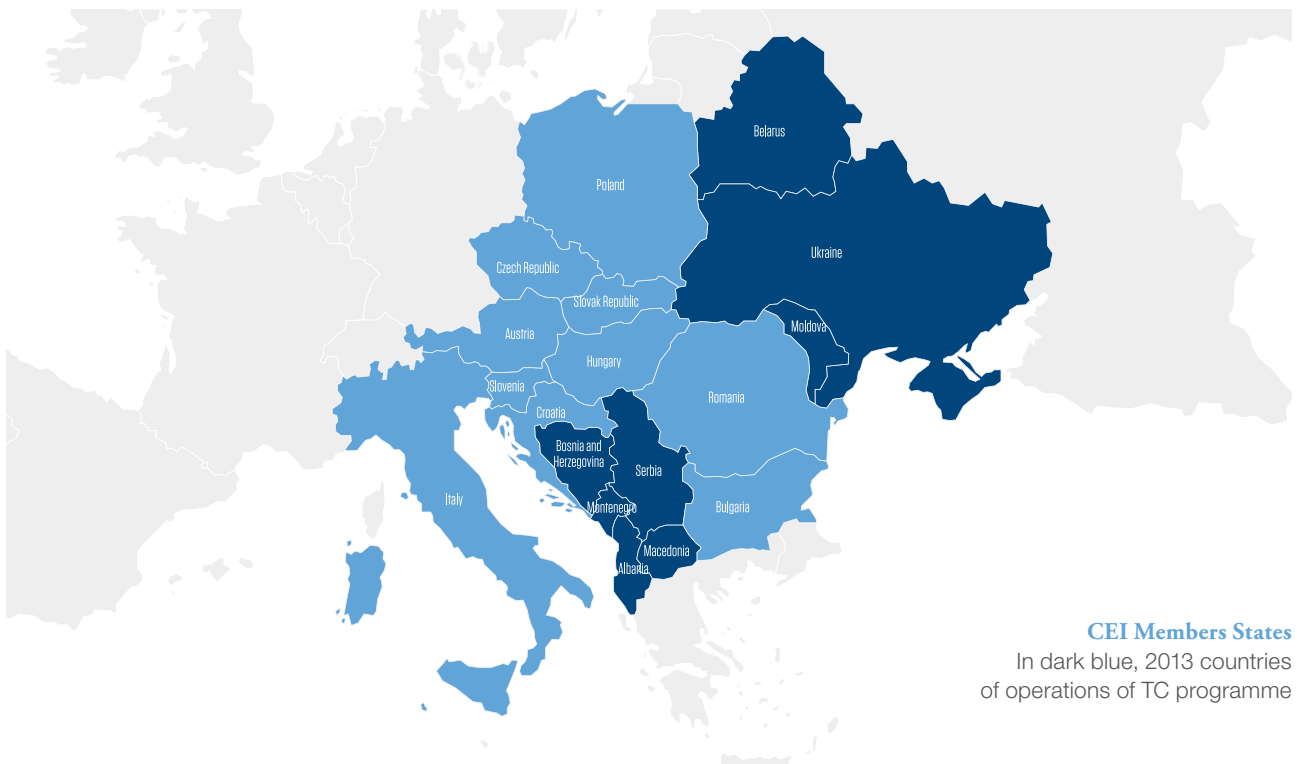 Belarus
Poland
Ukraine
Czech Republic
Slovak Republic
Moldova
Austria
Hungary
Slovenia
Romania
Croatia
Bosnia and
Herzegovina
Serbia
Italy
Montenegro
Bulgaria
Macedonia
Albania
CEI Members States
In dark blue, 2013 countries
of operations of TC programme